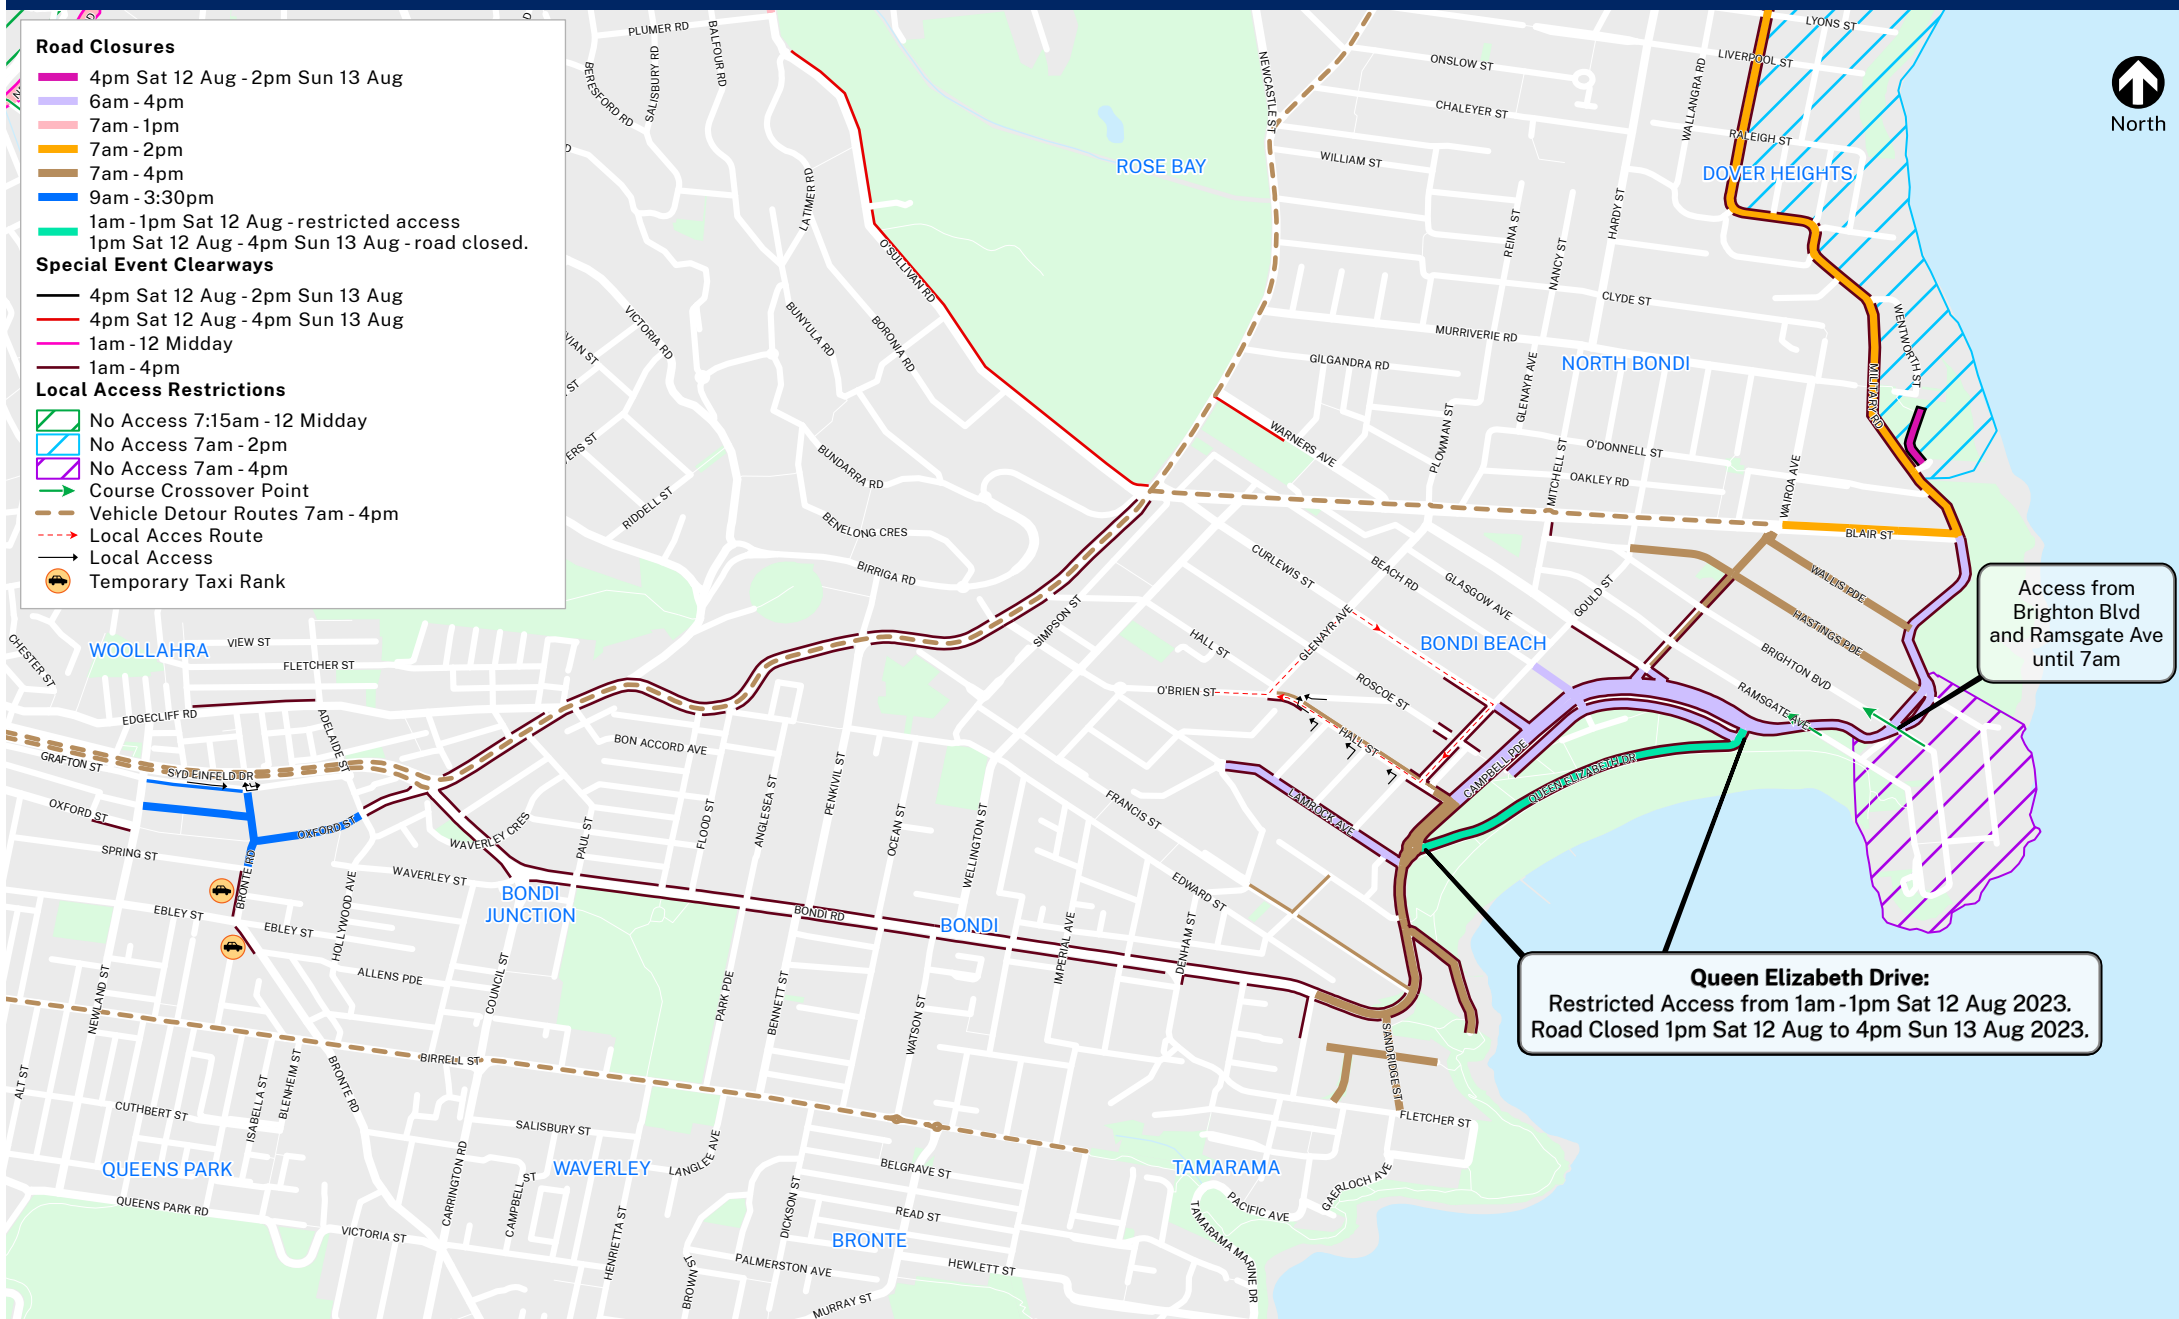 Road Closures
4pm Sat 12 Aug - 2pm Sun 13 Aug
6am - 4pm
7am - 1pm
7am - 2pm
7am - 4pm
9am - 3:30pm
1am - 1pm Sat 12 Aug - restricted access
1pm Sat 12 Aug - 4pm Sun 13 Aug - road closed.
Special Event Clearways
4pm Sat 12 Aug - 2pm Sun 13 Aug
4pm Sat 12 Aug - 4pm Sun 13 Aug
1am - 12 Midday
1am - 4pm
Local Access Restrictions
No Access 7:15am - 12 Midday
No Access 7am - 2pm
No Access 7am - 4pm
Course Crossover Point
Vehicle Detour Routes 7am - 4pm
Local Acces Route
Local Access
Temporary Taxi Rank
North
PLUMER RD
BALFOUR RD
SALISBURY RD
BERESFORD RD
LATIMER RD
O'SULLIVAN RD
VICTORIA RD
BUNYULA RD
BORONIA RD
VIAN ST
ST
ERS ST
RIDDELL ST
BUNDARRA RD
BENELONG CRES
BIRRIGA RD
ROSE BAY
NEWCASTLE ST
ONSLOW ST
CHALEYER ST
WILLIAM ST
WALLANGRA RD
LYONS ST
LIVERPOOL ST
RALEIGH ST
DOVER HEIGHTS
REINA ST
NANCY ST
HARDY ST
CLYDE ST
MURRIVERIE RD
GILGANDRA RD
GLENAYR AVE
NORTH BONDI
WENTWORTH ST
MILITARY RD
WARNERS AVE
PLOWMAN ST
MITCHELL ST
O'DONNELL ST
OAKLEY RD
WAIROA AVE
BLAIR ST
CURLEWIS ST
BEACH RD
GLASGOW AVE
GOULD ST
WALLIS PDE
HASTINGS PDE
BRIGHTON BVD
RAMSGATE AVE
BONDI BEACH
Access from
Brighton Blvd
and Ramsgate Ave
until 7am
SIMPSON ST
HALL ST
GLENAYR AVE
O'BRIEN ST
ROSCOE ST
HALL ST
CAMPBELL PDE
QUEEN ELIZABETH DR
LAMROCK AVE
FRANCIS ST
EDWARD ST
CHESTER ST
WOOLLAHRA
VIEW ST
FLETCHER ST
EDGECLIFF RD
ADELAIDE ST
GRAFTON ST
SYD EINFELD DR
OXFORD ST
OXFORD ST
SPRING ST
BRONTE RD
EBLEY ST
EBLEY ST
HOLLYWOOD AVE
WAVERLEY ST
WAVERLEY CRES
BONDI
JUNCTION
BON ACCORD AVE
PAUL ST
FLOOD ST
ANGLESEA ST
PENKIVIL ST
OCEAN ST
WELLINGTON ST
BONDI RD
BONDI
IMPERIAL AVE
DENHAM ST
Queen Elizabeth Drive:
Restricted Access from 1am - 1pm Sat 12 Aug 2023.
Road Closed 1pm Sat 12 Aug to 4pm Sun 13 Aug 2023.
NEWLAND ST
ALLENS PDE
COUNCIL ST
PARK PDE
BENNETT ST
WATSON ST
ALT ST
CUTHBERT ST
ISABELLA ST
BLENHEIM ST
BRONTE RD
BIRRELL ST
SALISBURY ST
SANDRIDGE ST
FLETCHER ST
QUEENS PARK
QUEENS PARK RD
VICTORIA ST
CARRINGTON RD
CAMPBELL ST
WAVERLEY
LANGLEE AVE
HENRIETTA ST
BROWN ST
DICKSON ST
BELGRAVE ST
READ ST
BRONTE
PALMERSTON AVE
HEWLETT ST
MURRAY ST
TAMARAMA
PACIFIC AVE
GAERLOCH AVE
TAMARAMA MARINE DR